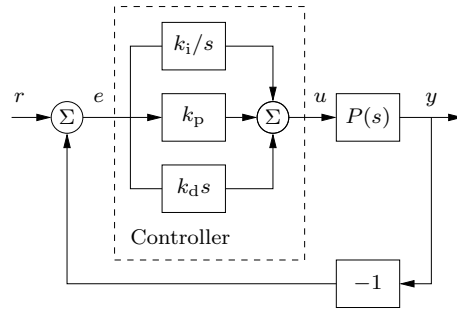 k_i/s
r
Σ
e
k_p
Σ
u
P(s)
y
k_d s
Controller
−1